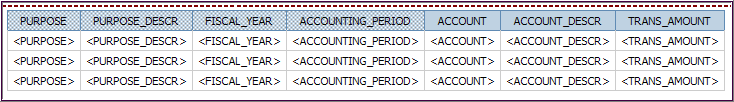 PURPOSE PURPOSE_DESCR FISCAL_YEAR ACCOUNTING_PERIOD ACCOUNT ACCOUNT_DESCR TRANS_AMOUNT
<PURPOSE> <PURPOSE_DESCR> <FISCAL_YEAR> <ACCOUNTING_PERIOD> <ACCOUNT> <ACCOUNT_DESCR> <TRANS_AMOUNT>
<PURPOSE> <PURPOSE_DESCR> <FISCAL_YEAR> <ACCOUNTING_PERIOD> <ACCOUNT> <ACCOUNT_DESCR> <TRANS_AMOUNT>
<PURPOSE> <PURPOSE_DESCR> <FISCAL_YEAR> <ACCOUNTING_PERIOD> <ACCOUNT> <ACCOUNT_DESCR> <TRANS_AMOUNT>